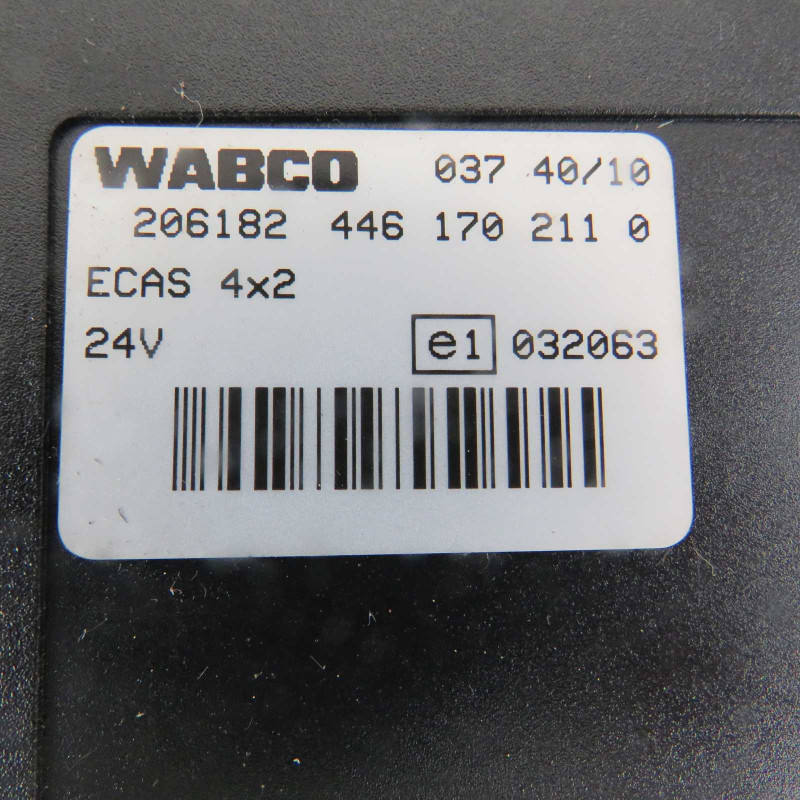 WABCO 037 40/10
206182 446 170 211 0
ECAS 4x2
24V e1 032063